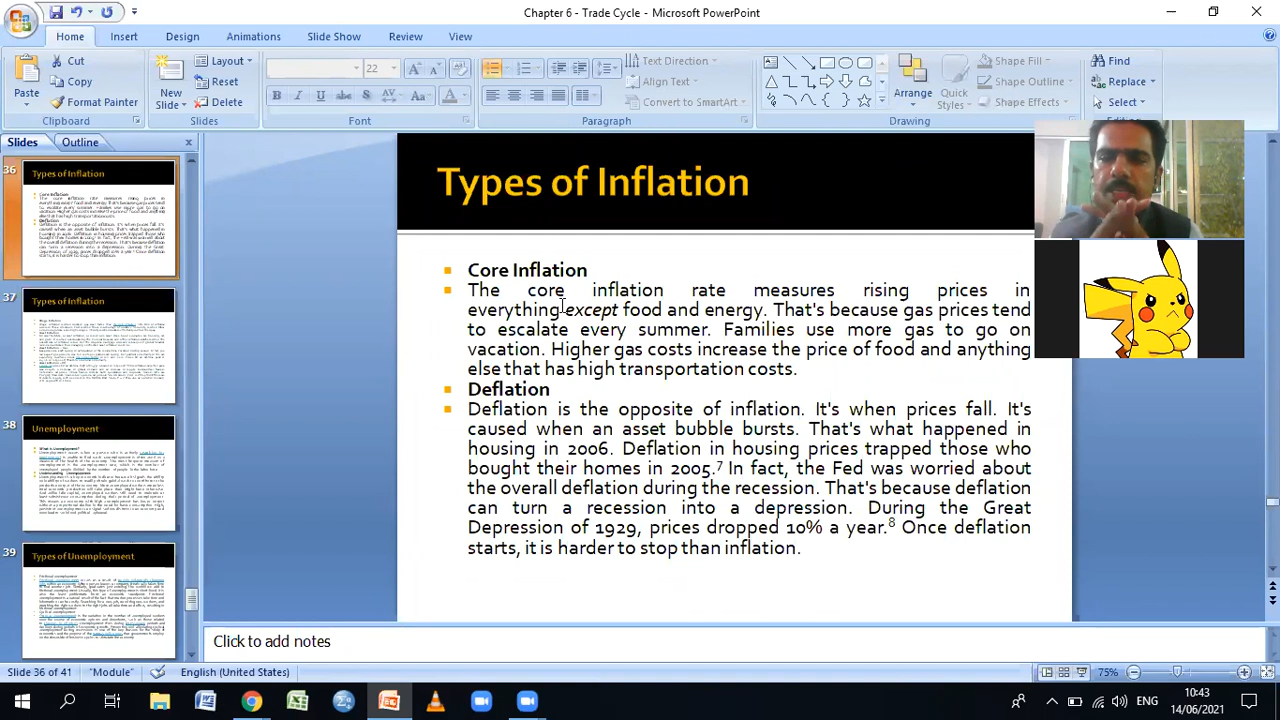 Chapter 6 - Trade Cycle - Microsoft PowerPoint
Home Insert Design Animations Slide Show Review View
Cut
Copy
Format Painter
Paste
Clipboard
New
Slide
Layout
Reset
Delete
Slides
22
Font
Paragraph
Text Direction
Align Text
Convert to SmartArt
Arrange
Quick
Styles
Shape Fill
Shape Outline
Shape Effects
Drawing
Find
Replace
Select
Slides Outline
36
Types of Inflation
37
Types of Inflation
38
Unemployment
39
Types of Unemployment
Types of Inflation
Core Inflation
The core inflation rate measures rising prices in
everything except food and energy. That's because gas prices tend
to escalate every summer. Families use more gas to go on
vacation. Higher gas costs increase the price of food and anything
else that has high transportation costs.
Deflation
Deflation is the opposite of inflation. It's when prices fall. It's
caused when an asset bubble bursts. That's what happened in
housing in 2006. Deflation in housing prices trapped those who
bought their homes in 2005.7 In fact, the Fed was worried about
the overall deflation during the recession. That's because deflation
can turn a recession into a depression. During the Great
Depression of 1929, prices dropped 10% a year.8 Once deflation
starts, it is harder to stop than inflation.
Click to add notes
Slide 36 of 41 "Module" English (United States) 75%
ENG
10:43
14/06/2021